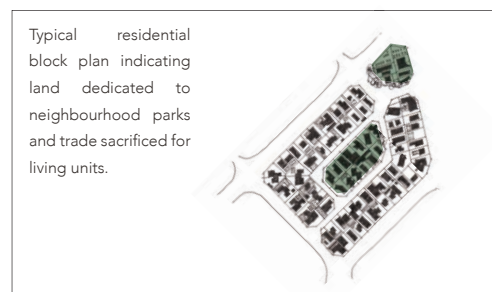 Typical residential
block plan indicating
land dedicated to
neighbourhood parks
and trade sacrificed for
living units.